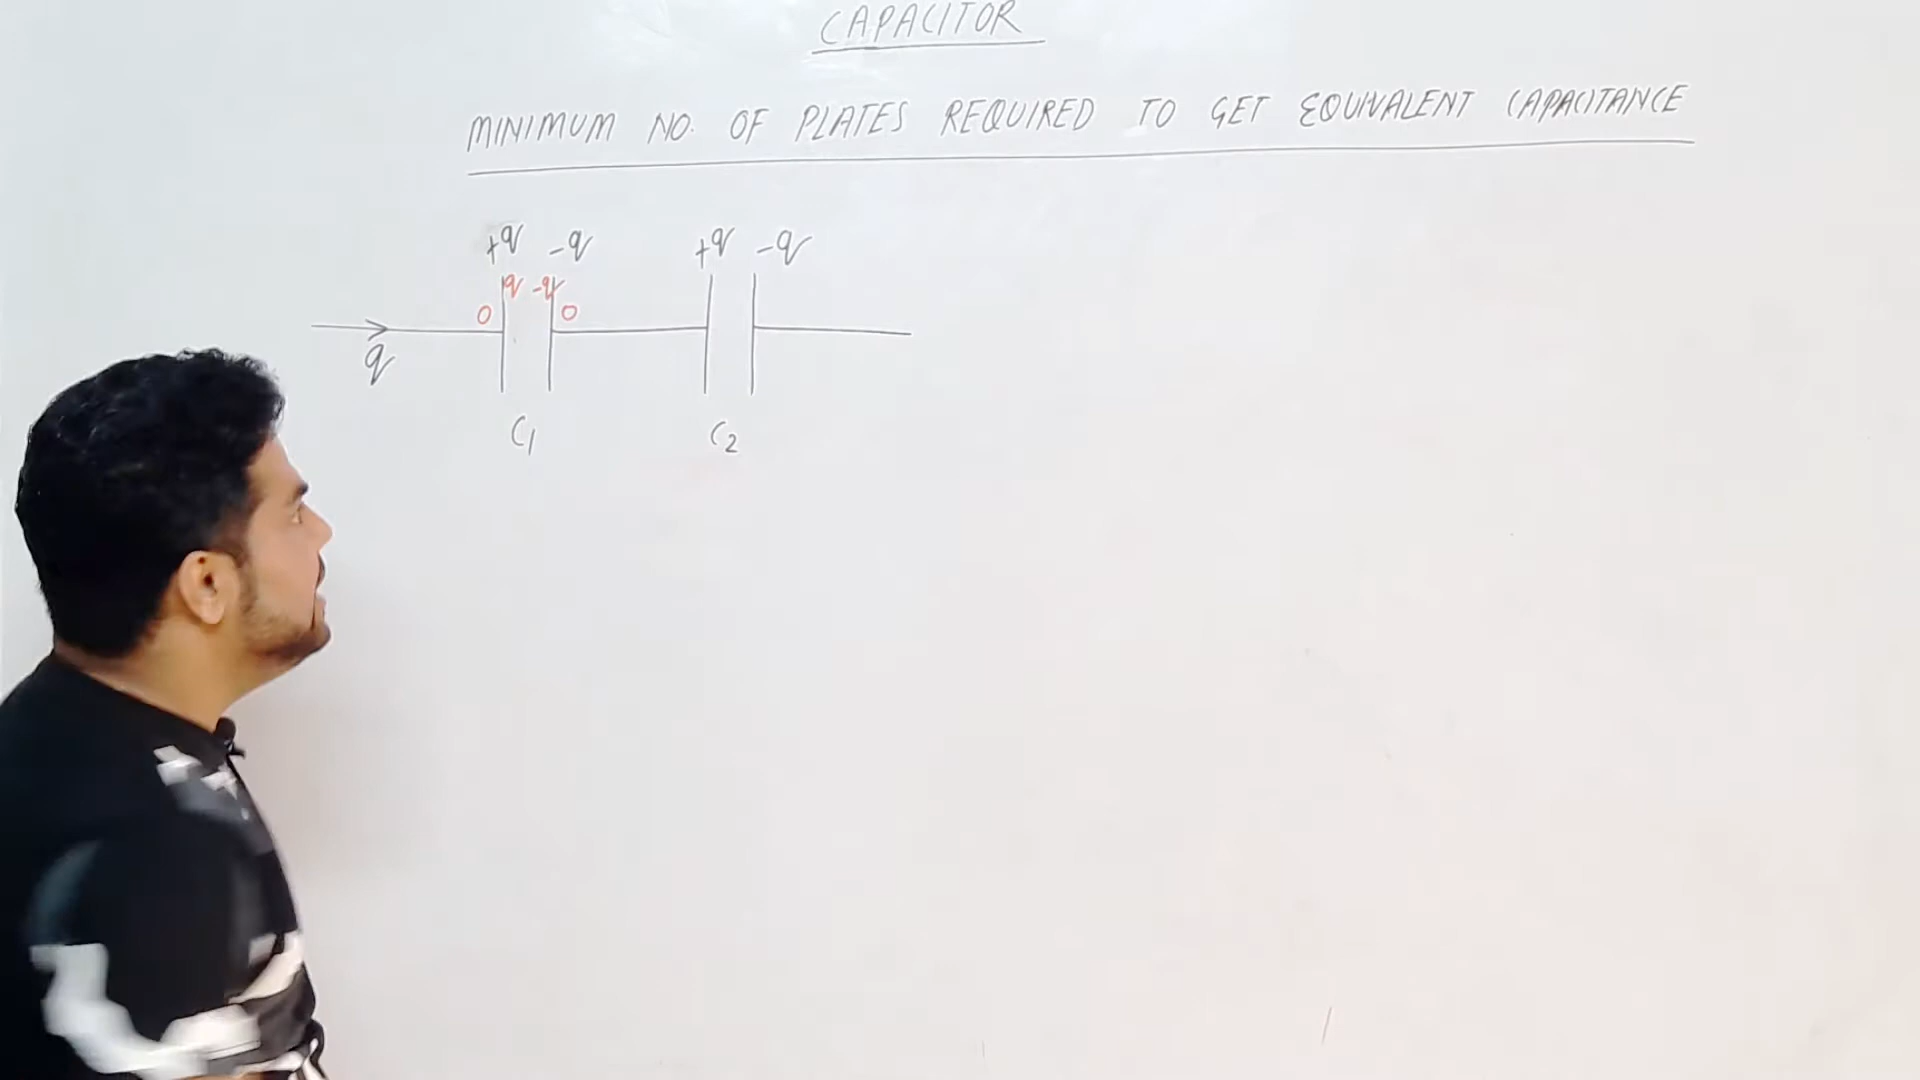 CAPACITOR
MINIMUM NO. OF PLATES REQUIRED TO GET EQUIVALENT CAPACITANCE
+q -q +q -q
q -q
0 0
q
C1 C2